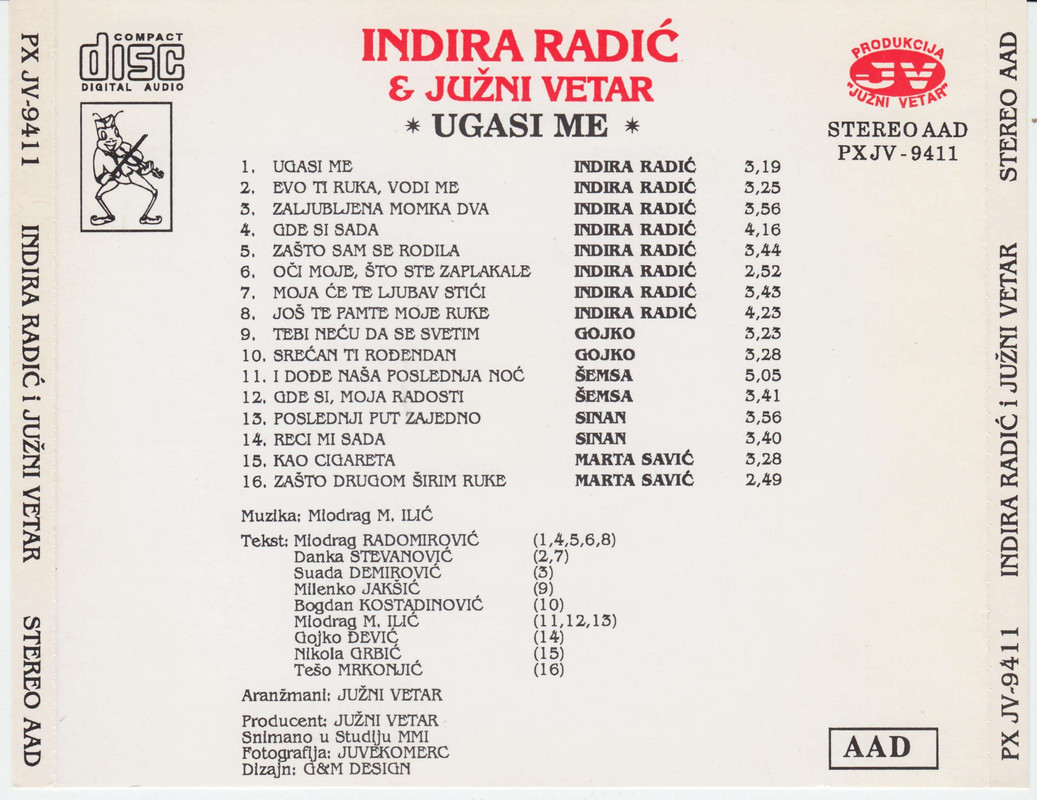 PX JV-9411 INDIRA RADIĆ i JUŽNI VETAR STEREO AAD
COMPACT
disc
DIGITAL AUDIO
INDIRA RADIĆ
& JUŽNI VETAR
* UGASI ME *
PRODUKCIJA
JV
"JUŽNI VETAR"
STEREO AAD
PXJV-9411
1. UGASI ME INDIRA RADIĆ 3,19
2. EVO TI RUKA, VODI ME INDIRA RADIĆ 3,25
3. ZALJUBLJENA MOMKA DVA INDIRA RADIĆ 3,56
4. GDE SI SADA INDIRA RADIĆ 4,16
5. ZAŠTO SAM SE RODILA INDIRA RADIĆ 3,44
6. OČI MOJE, ŠTO STE ZAPLAKALE INDIRA RADIĆ 2,52
7. MOJA ĆE TE LJUBAV STIĆI INDIRA RADIĆ 3,43
8. JOŠ TE PAMTE MOJE RUKE INDIRA RADIĆ 4,23
9. TEBI NEĆU DA SE SVETIM GOJKO 3,23
10. SREĆAN TI ROĐENDAN GOJKO 3,28
11. I DOĐE NAŠA POSLEDNJA NOĆ ŠEMSA 5,05
12. GDE SI, MOJA RADOSTI ŠEMSA 3,41
13. POSLEDNJI PUT ZAJEDNO SINAN 3,56
14. RECI MI SADA SINAN 3,40
15. KAO CIGARETA MARTA SAVIĆ 3,28
16. ZAŠTO DRUGOM ŠIRIM RUKE MARTA SAVIĆ 2,49
Muzika: Miodrag M. ILIĆ
Tekst: Miodrag RADOMIROVIĆ (1,4,5,6,8)
Danka STEVANOVIĆ (2,7)
Suada DEMIROVIĆ (3)
Milenko JAKŠIĆ (9)
Bogdan KOSTADINOVIĆ (10)
Miodrag M. ILIĆ (11,12,13)
Gojko ĐEVIĆ (14)
Nikola GRBIĆ (15)
Tešo MRKONJIĆ (16)
Aranžmani: JUŽNI VETAR
Producent: JUŽNI VETAR
Snimano u Studiju MMI
Fotografija: JUVEKOMERC
Dizajn: G&M DESIGN
AAD
PX JV-9411 INDIRA RADIĆ i JUŽNI VETAR STEREO AAD